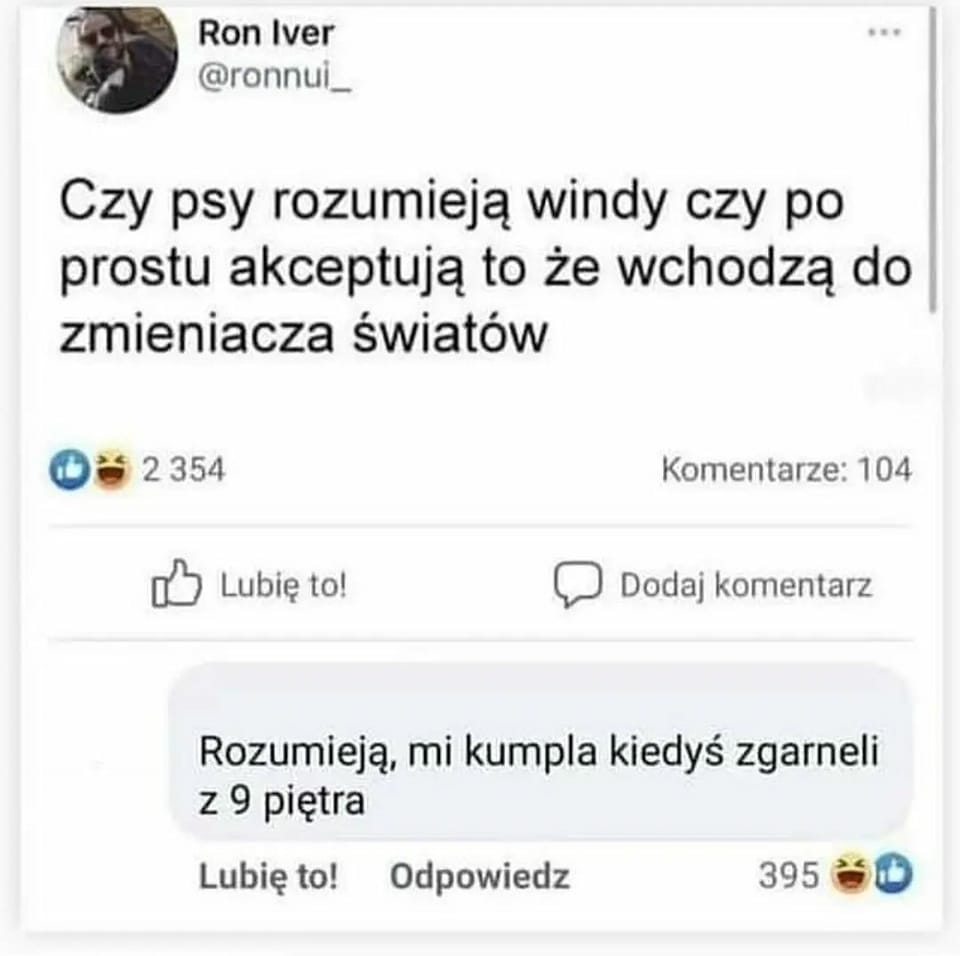 Ron Iver
@ronnui_
Czy psy rozumieją windy czy po
prostu akceptują to że wchodzą do
zmieniacza światów
2 354
Komentarze: 104
Lubię to!
Dodaj komentarz
Rozumieją, mi kumpla kiedyś zgarneli
z 9 piętra
Lubię to!
Odpowiedz
395